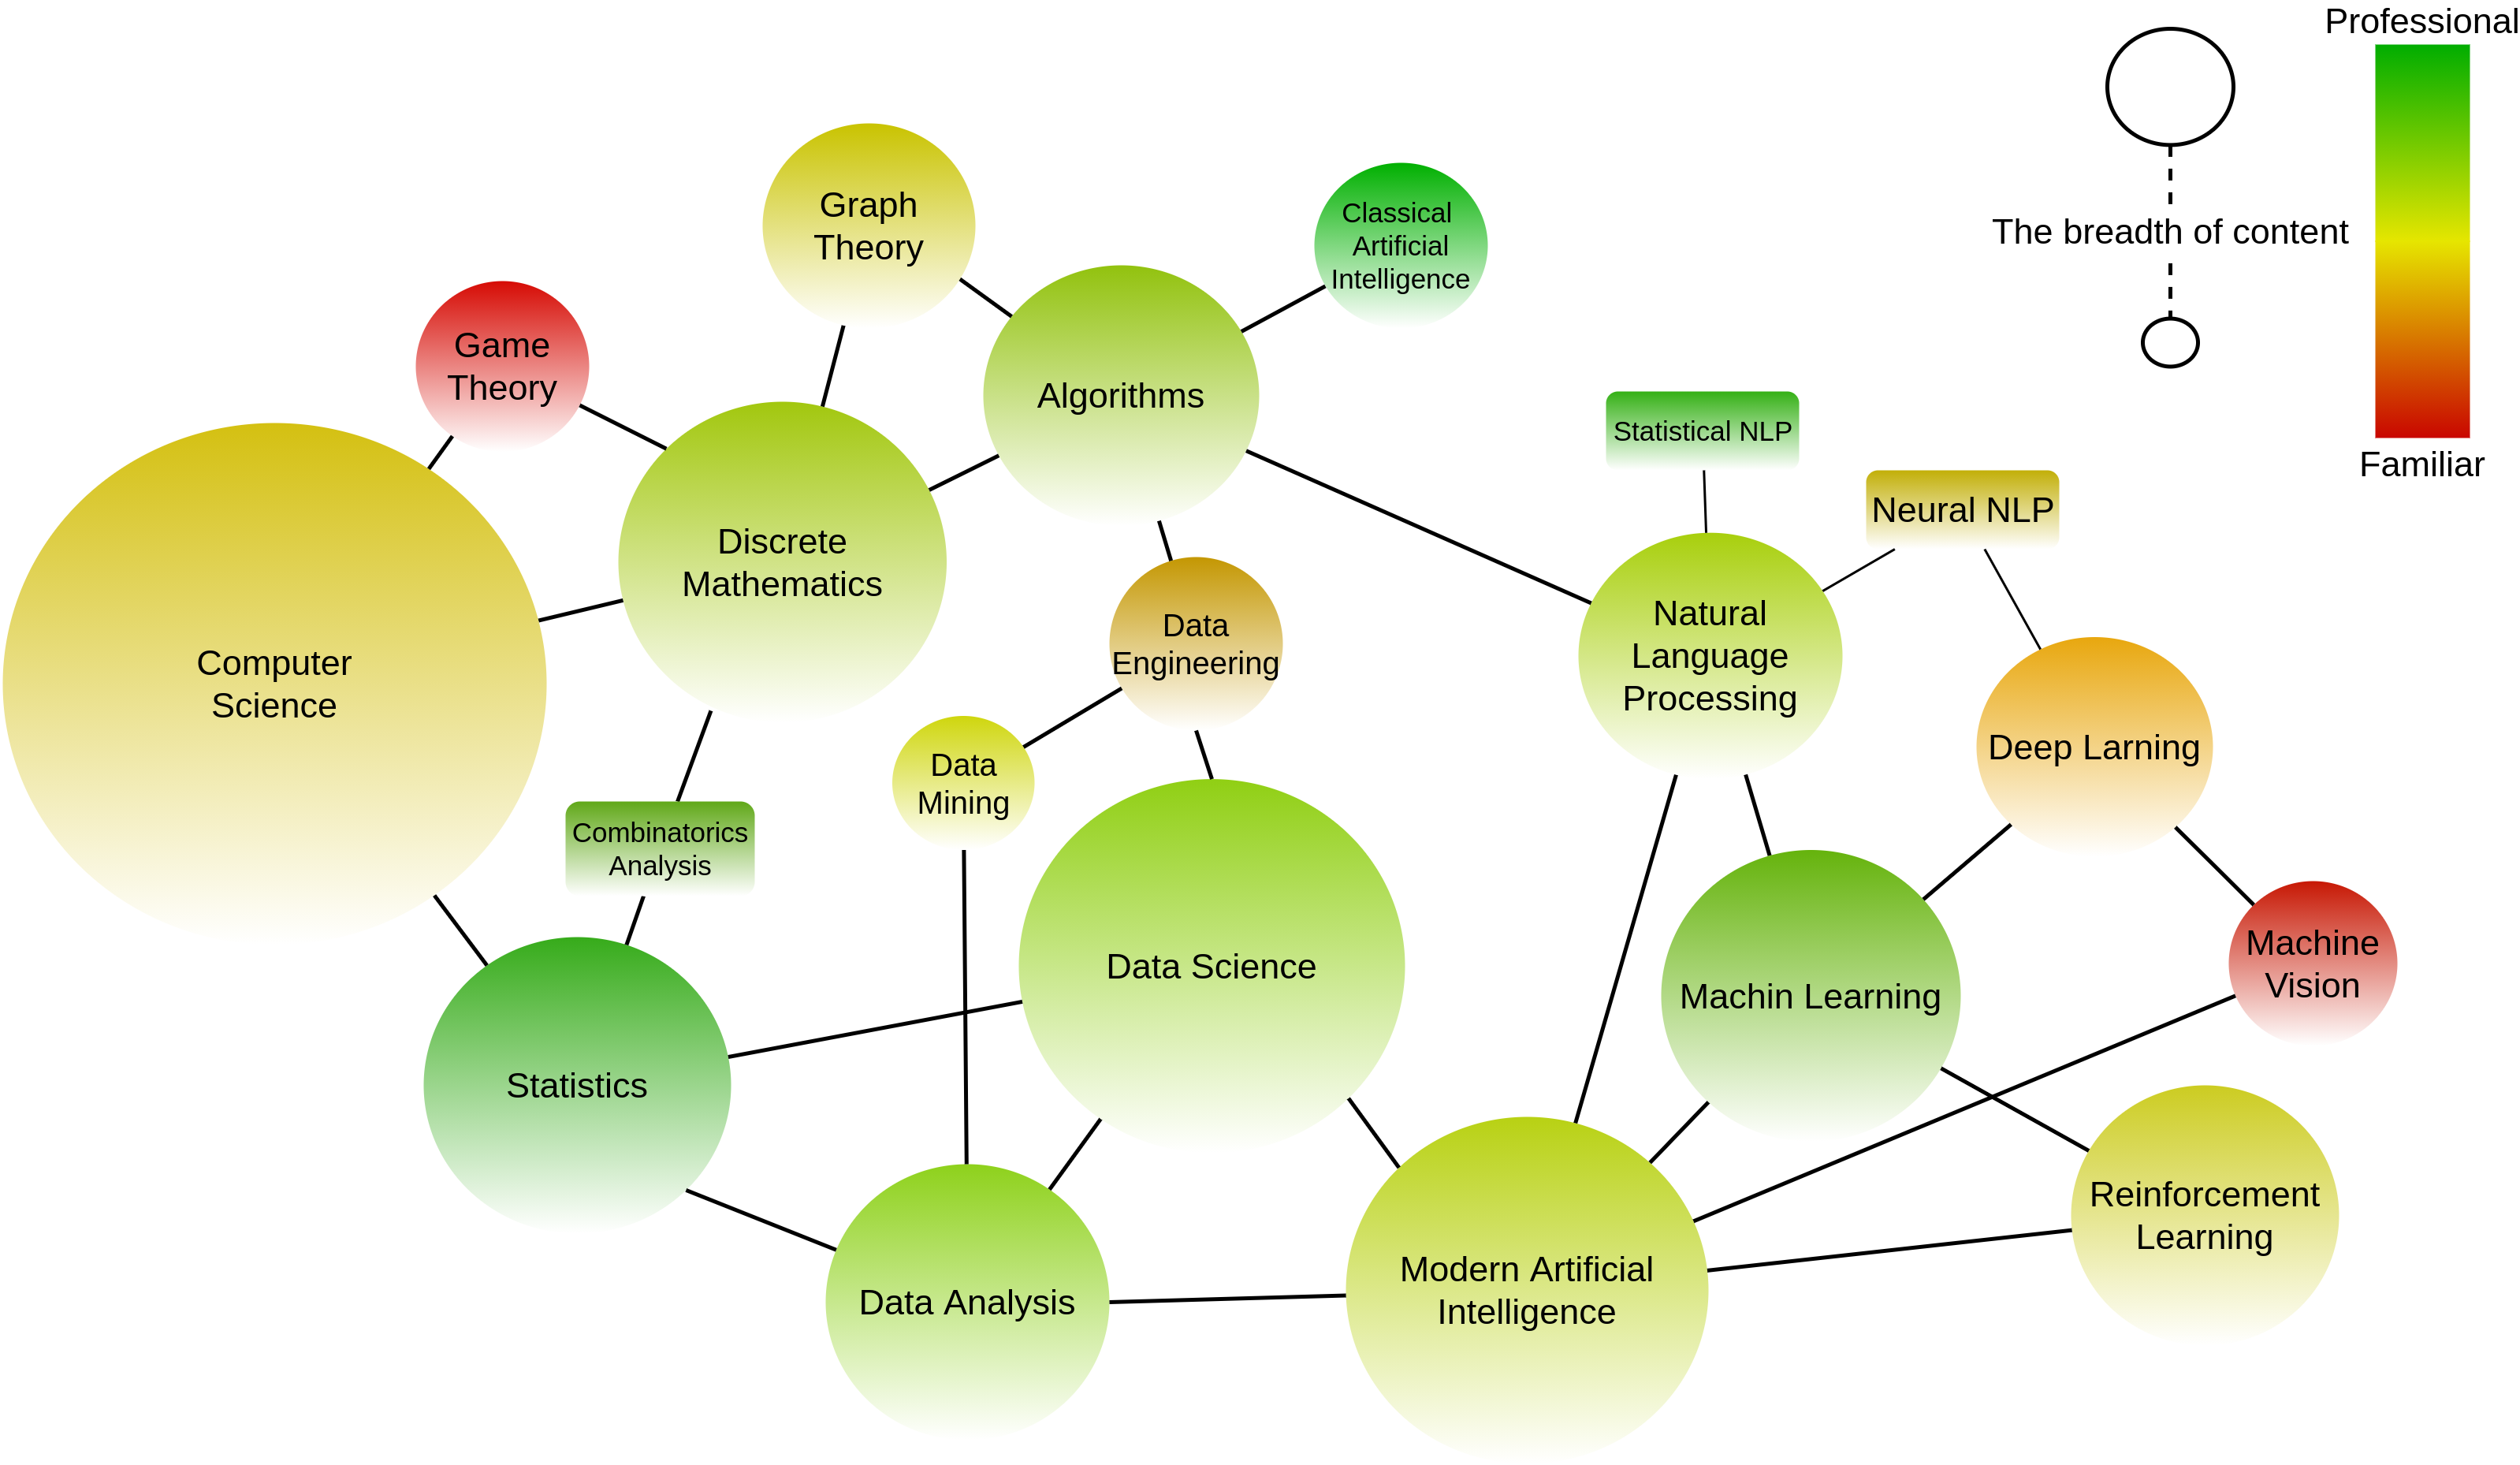 Professional
The breadth of content
Familiar
Graph
Theory
Classical
Artificial
Intelligence
Game
Theory
Algorithms
Statistical NLP
Neural NLP
Discrete
Mathematics
Computer
Science
Data
Engineering
Natural
Language
Processing
Deep Larning
Data
Mining
Combinatorics
Analysis
Data Science
Machin Learning
Machine
Vision
Statistics
Reinforcement
Learning
Data Analysis
Modern Artificial
Intelligence